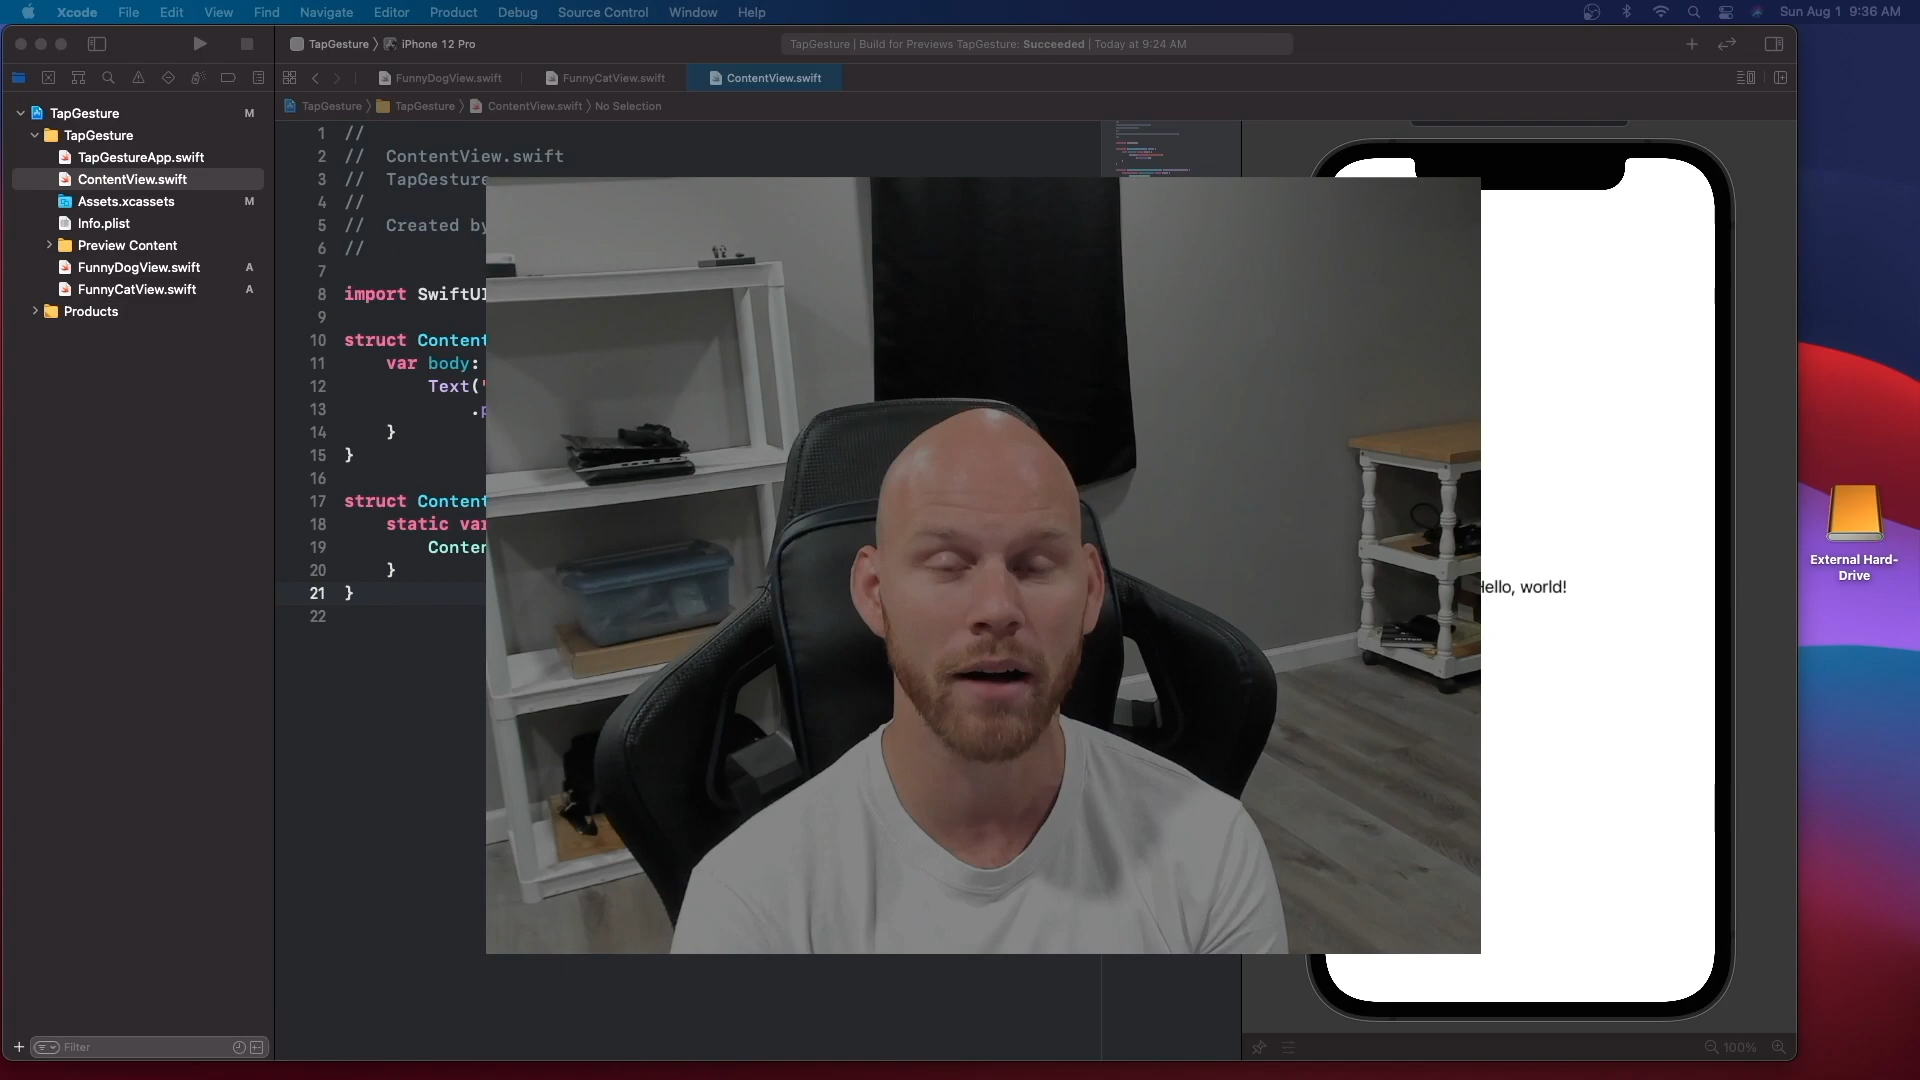 Xcode File Edit View Find Navigate Editor Product Debug Source Control Window Help Sun Aug 1 9:36 AM
TapGesture 〉 iPhone 12 Pro
TapGesture | Build for Previews TapGesture: Succeeded | Today at 9:24 AM
FunnyDogView.swift FunnyCatView.swift ContentView.swift
TapGesture 〉 TapGesture 〉 ContentView.swift 〉 No Selection
TapGesture M
TapGesture
TapGestureApp.swift
ContentView.swift
Assets.xcassets M
Info.plist
Preview Content
FunnyDogView.swift A
FunnyCatView.swift A
Products
Filter
1 //
2 // ContentView.swift
3 // TapGesture
4 //
5 // Created by
6 //
7
8 import SwiftUI
9
10 struct Content
11 var body:
12 Text("
13 .p
14 }
15 }
16
17 struct Content
18 static var
19 Conten
20 }
21 }
22
Hello, world!
External Hard-
Drive
100%